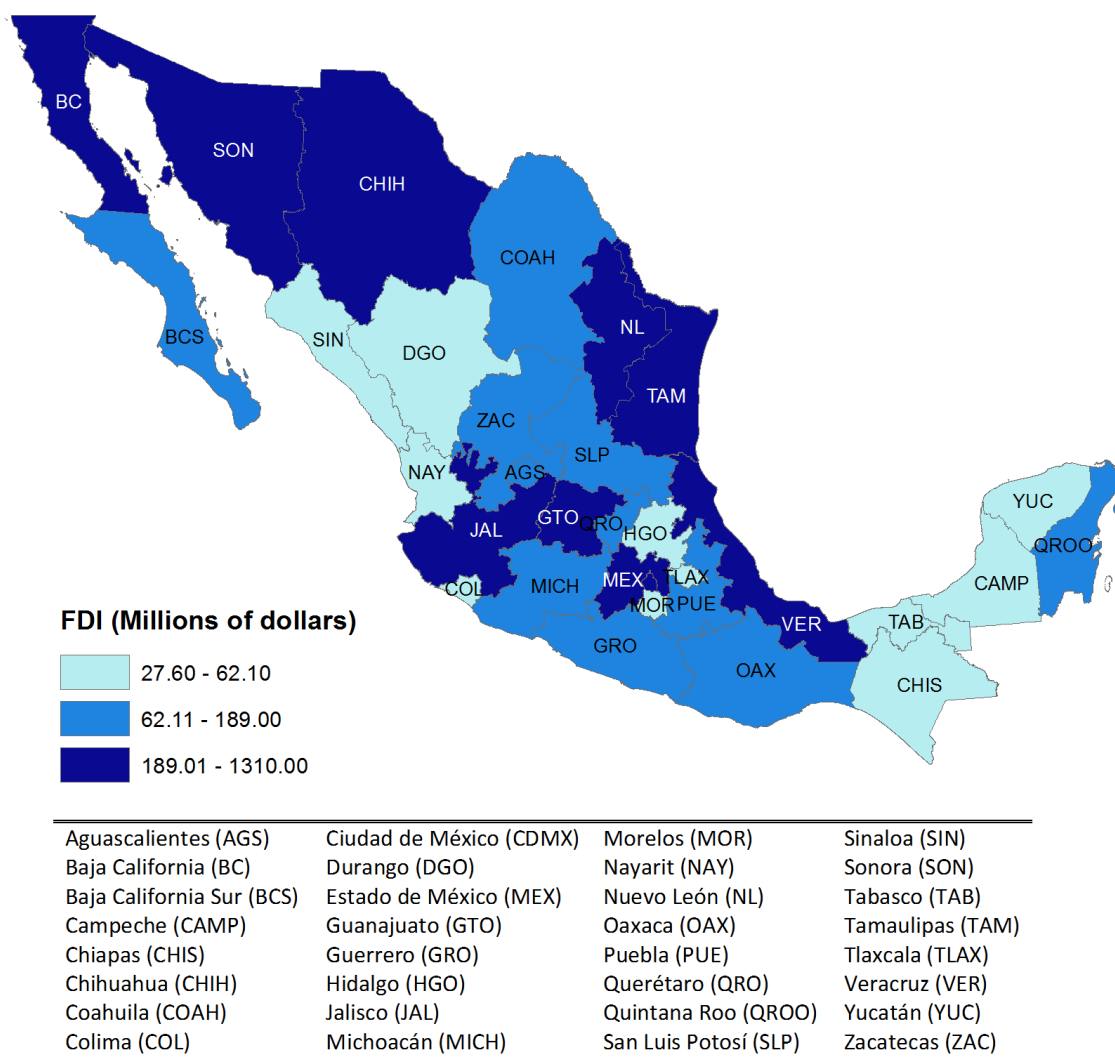 BC
SON
CHIH
COAH
BCS
SIN
DGO
NL
TAM
ZAC
SLP
NAY
AGS
YUC
JAL
GTO
QRO
HGO
QROO
COL
MICH
MEX
TLAX
CAMP
MOR
PUE
VER
TAB
GRO
OAX
CHIS
FDI (Millions of dollars)
27.60 - 62.10
62.11 - 189.00
189.01 - 1310.00
Aguascalientes (AGS) Ciudad de México (CDMX) Morelos (MOR) Sinaloa (SIN)
Baja California (BC) Durango (DGO) Nayarit (NAY) Sonora (SON)
Baja California Sur (BCS) Estado de México (MEX) Nuevo León (NL) Tabasco (TAB)
Campeche (CAMP) Guanajuato (GTO) Oaxaca (OAX) Tamaulipas (TAM)
Chiapas (CHIS) Guerrero (GRO) Puebla (PUE) Tlaxcala (TLAX)
Chihuahua (CHIH) Hidalgo (HGO) Querétaro (QRO) Veracruz (VER)
Coahuila (COAH) Jalisco (JAL) Quintana Roo (QROO) Yucatán (YUC)
Colima (COL) Michoacán (MICH) San Luis Potosí (SLP) Zacatecas (ZAC)